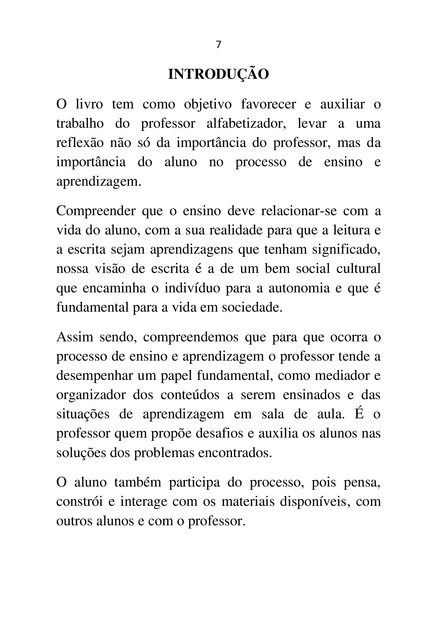 7
INTRODUÇÃO
O livro tem como objetivo favorecer e auxiliar o
trabalho do professor alfabetizador, levar a uma
reflexão não só da importância do professor, mas da
importância do aluno no processo de ensino e
aprendizagem.
Compreender que o ensino deve relacionar-se com a
vida do aluno, com a sua realidade para que a leitura e
a escrita sejam aprendizagens que tenham significado,
nossa visão de escrita é a de um bem social cultural
que encaminha o indivíduo para a autonomia e que é
fundamental para a vida em sociedade.
Assim sendo, compreendemos que para que ocorra o
processo de ensino e aprendizagem o professor tende a
desempenhar um papel fundamental, como mediador e
organizador dos conteúdos a serem ensinados e das
situações de aprendizagem em sala de aula. É o
professor quem propõe desafios e auxilia os alunos nas
soluções dos problemas encontrados.
O aluno também participa do processo, pois pensa,
constrói e interage com os materiais disponíveis, com
outros alunos e com o professor.